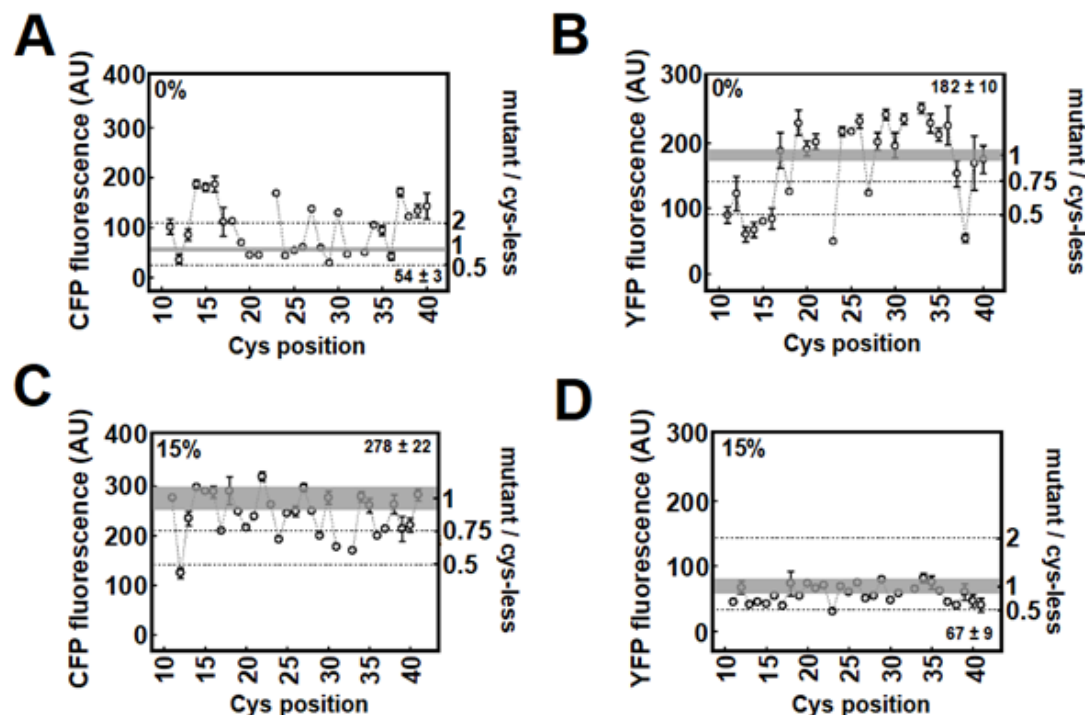 A
CFP fluorescence (AU)
400
300
200
100
0
0%
2
1
0.5
54 ± 3
mutant / cys-less
10 15 20 25 30 35 40
Cys position
B
YFP fluorescence (AU)
300
200
100
0
0%
182 ± 10
1
0.75
0.5
mutant / cys-less
10 15 20 25 30 35 40
Cys position
C
CFP fluorescence (AU)
400
300
200
100
0
15%
278 ± 22
1
0.75
0.5
mutant / cys-less
10 15 20 25 30 35 40
Cys position
D
YFP fluorescence (AU)
300
200
100
0
15%
2
1
0.5
67 ± 9
mutant / cys-less
10 15 20 25 30 35 40
Cys position